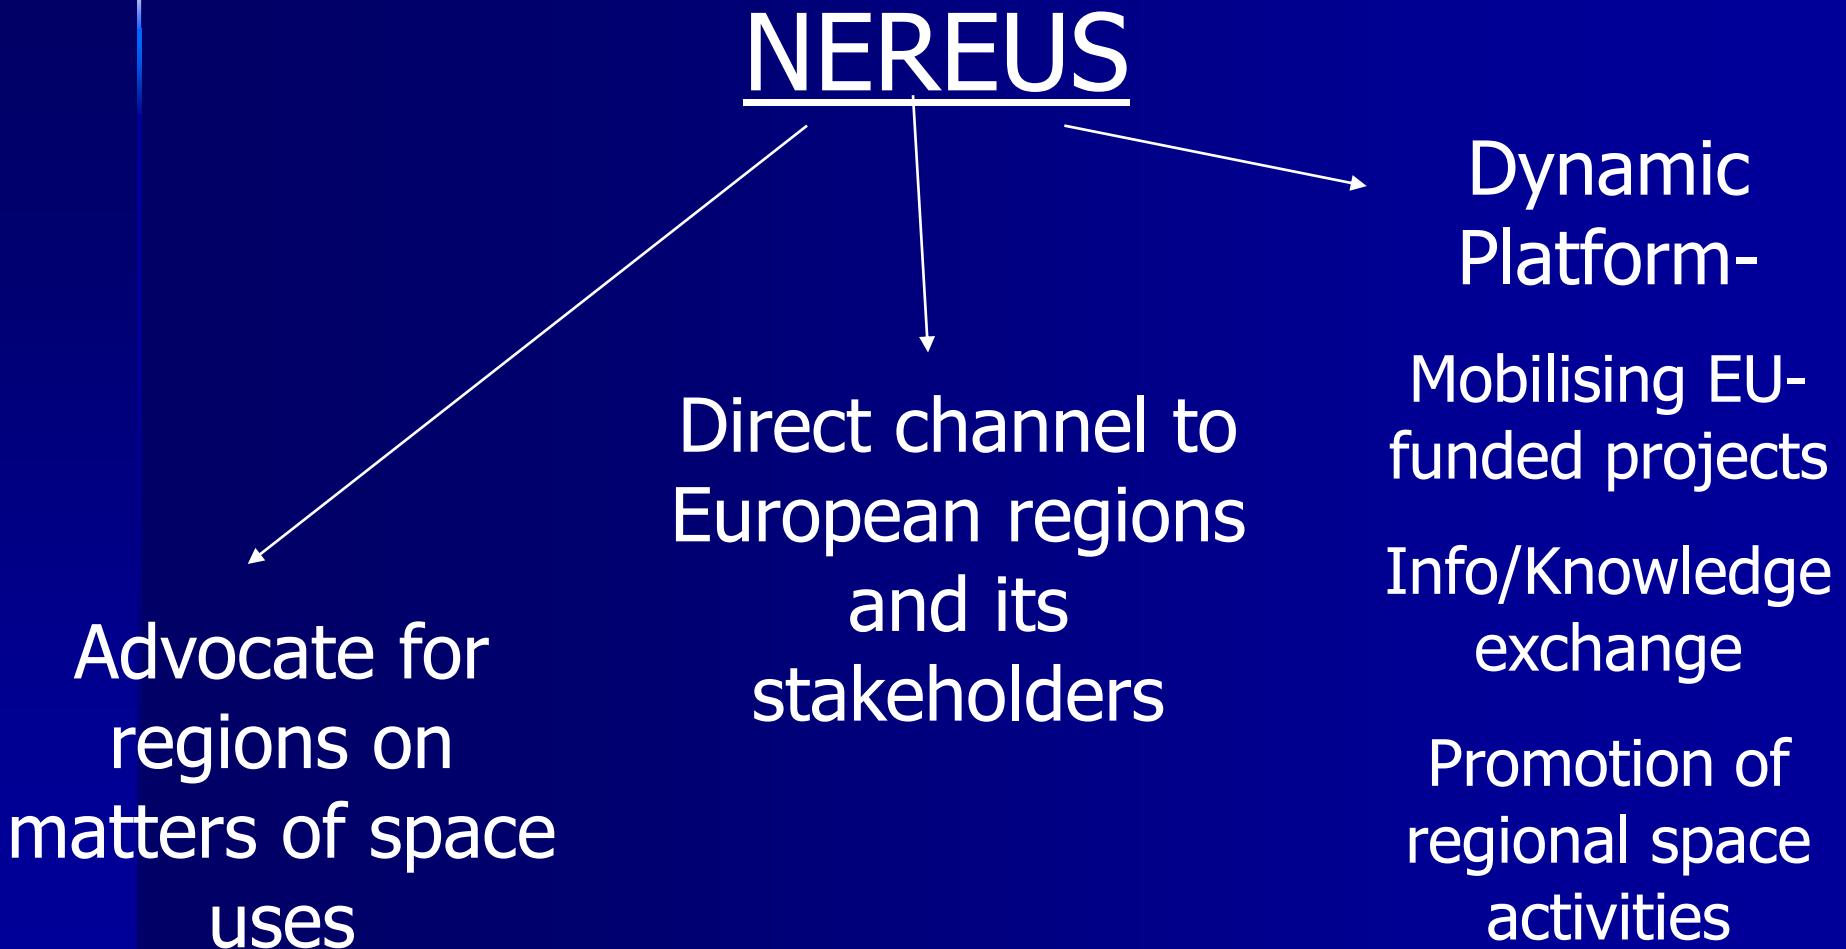 NEREUS
Advocate for
regions on
matters of space
uses
Direct channel to
European regions
and its
stakeholders
Dynamic
Platform-
Mobilising EU-
funded projects
Info/Knowledge
exchange
Promotion of
regional space
activities